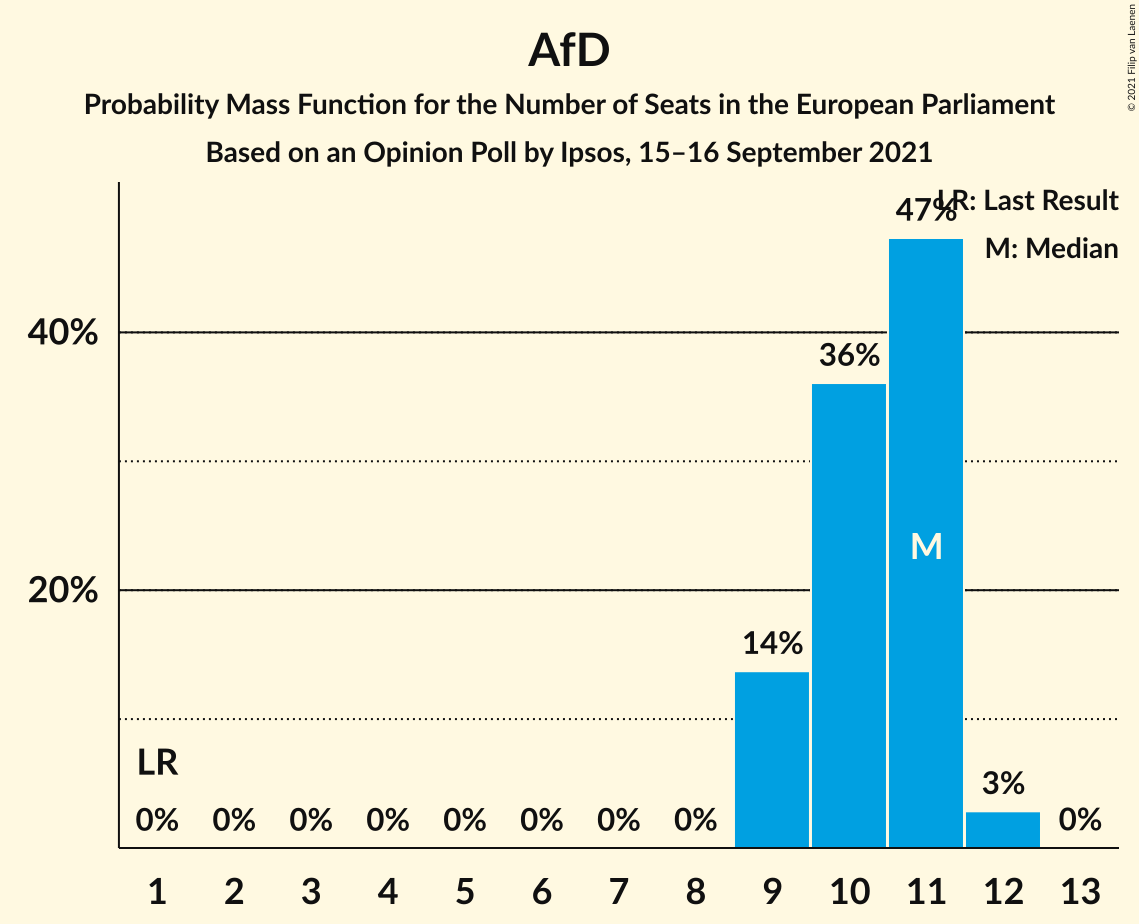 AfD
Probability Mass Function for the Number of Seats in the European Parliament
Based on an Opinion Poll by Ipsos, 15–16 September 2021
© 2021 Filip van Laenen
LR: Last Result
M: Median
47%
40%
36%
M
20%
14%
LR
3%
0% 0% 0% 0% 0% 0% 0% 0% 0%
1 2 3 4 5 6 7 8 9 10 11 12 13